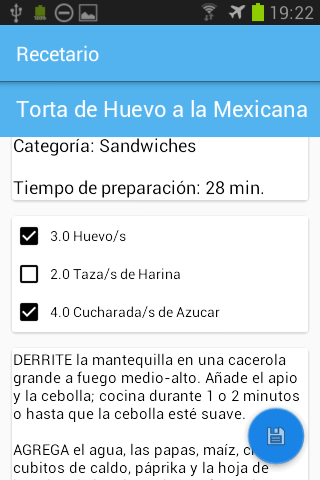 19:22
Recetario
Torta de Huevo a la Mexicana
Categoría: Sandwiches
Tiempo de preparación: 28 min.
3.0 Huevo/s
2.0 Taza/s de Harina
4.0 Cucharada/s de Azucar
DERRITE la mantequilla en una cacerola
grande a fuego medio-alto. Añade el apio
y la cebolla; cocina durante 1 o 2 minutos
o hasta que la cebolla esté suave.
AGREGA el agua, las papas, maíz,
cubitos de caldo, páprika y la hoja de